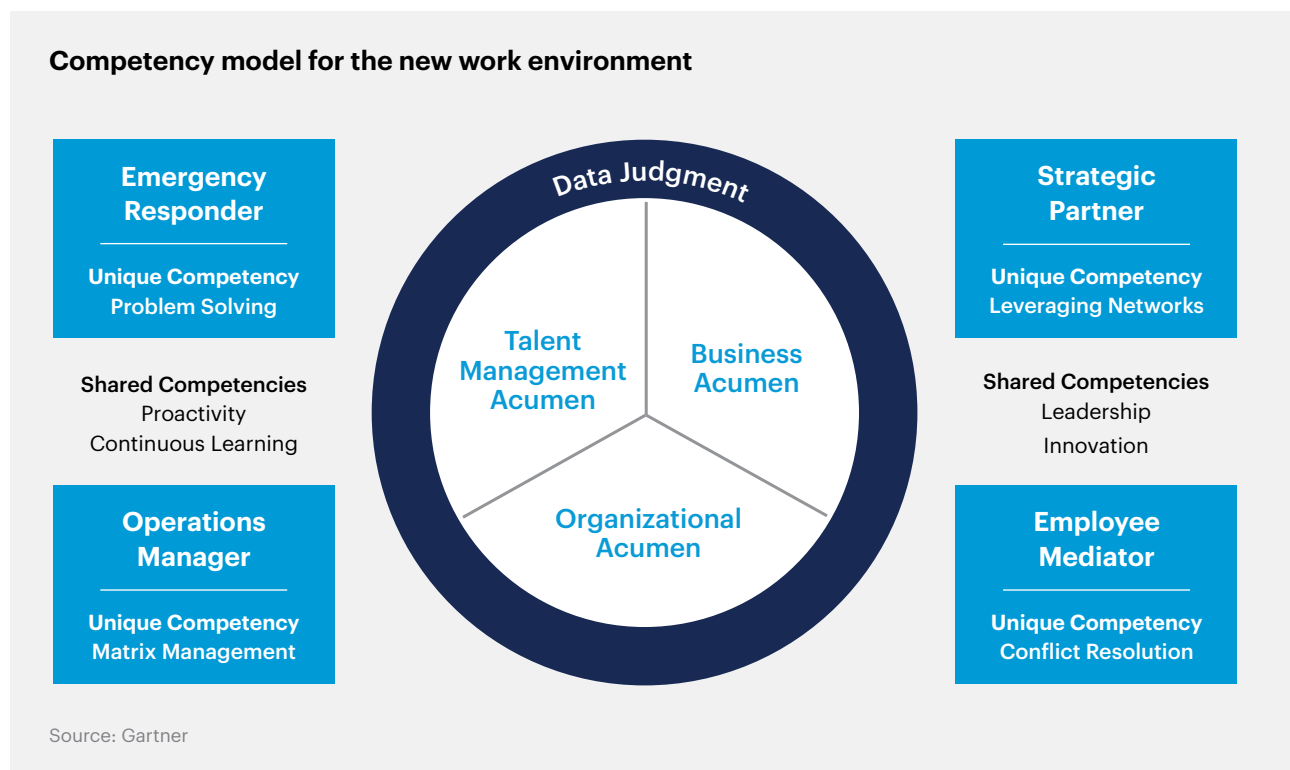 Competency model for the new work environment
Emergency
Responder
Unique Competency
Problem Solving
Shared Competencies
Proactivity
Continuous Learning
Operations
Manager
Unique Competency
Matrix Management
Data Judgment
Talent
Management
Acumen
Business
Acumen
Organizational
Acumen
Strategic
Partner
Unique Competency
Leveraging Networks
Shared Competencies
Leadership
Innovation
Employee
Mediator
Unique Competency
Conflict Resolution
Source: Gartner